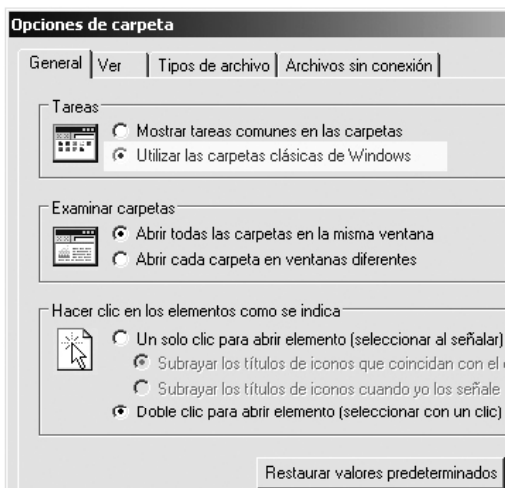 Opciones de carpeta
General Ver Tipos de archivo Archivos sin conexión
Tareas
Mostrar tareas comunes en las carpetas
Utilizar las carpetas clásicas de Windows
Examinar carpetas
Abrir todas las carpetas en la misma ventana
Abrir cada carpeta en ventanas diferentes
Hacer clic en los elementos como se indica
Un solo clic para abrir elemento (seleccionar al señalar)
Subrayar los títulos de iconos que coincidan con el
Subrayar los títulos de iconos cuando yo los señale
Doble clic para abrir elemento (seleccionar con un clic)
Restaurar valores predeterminados